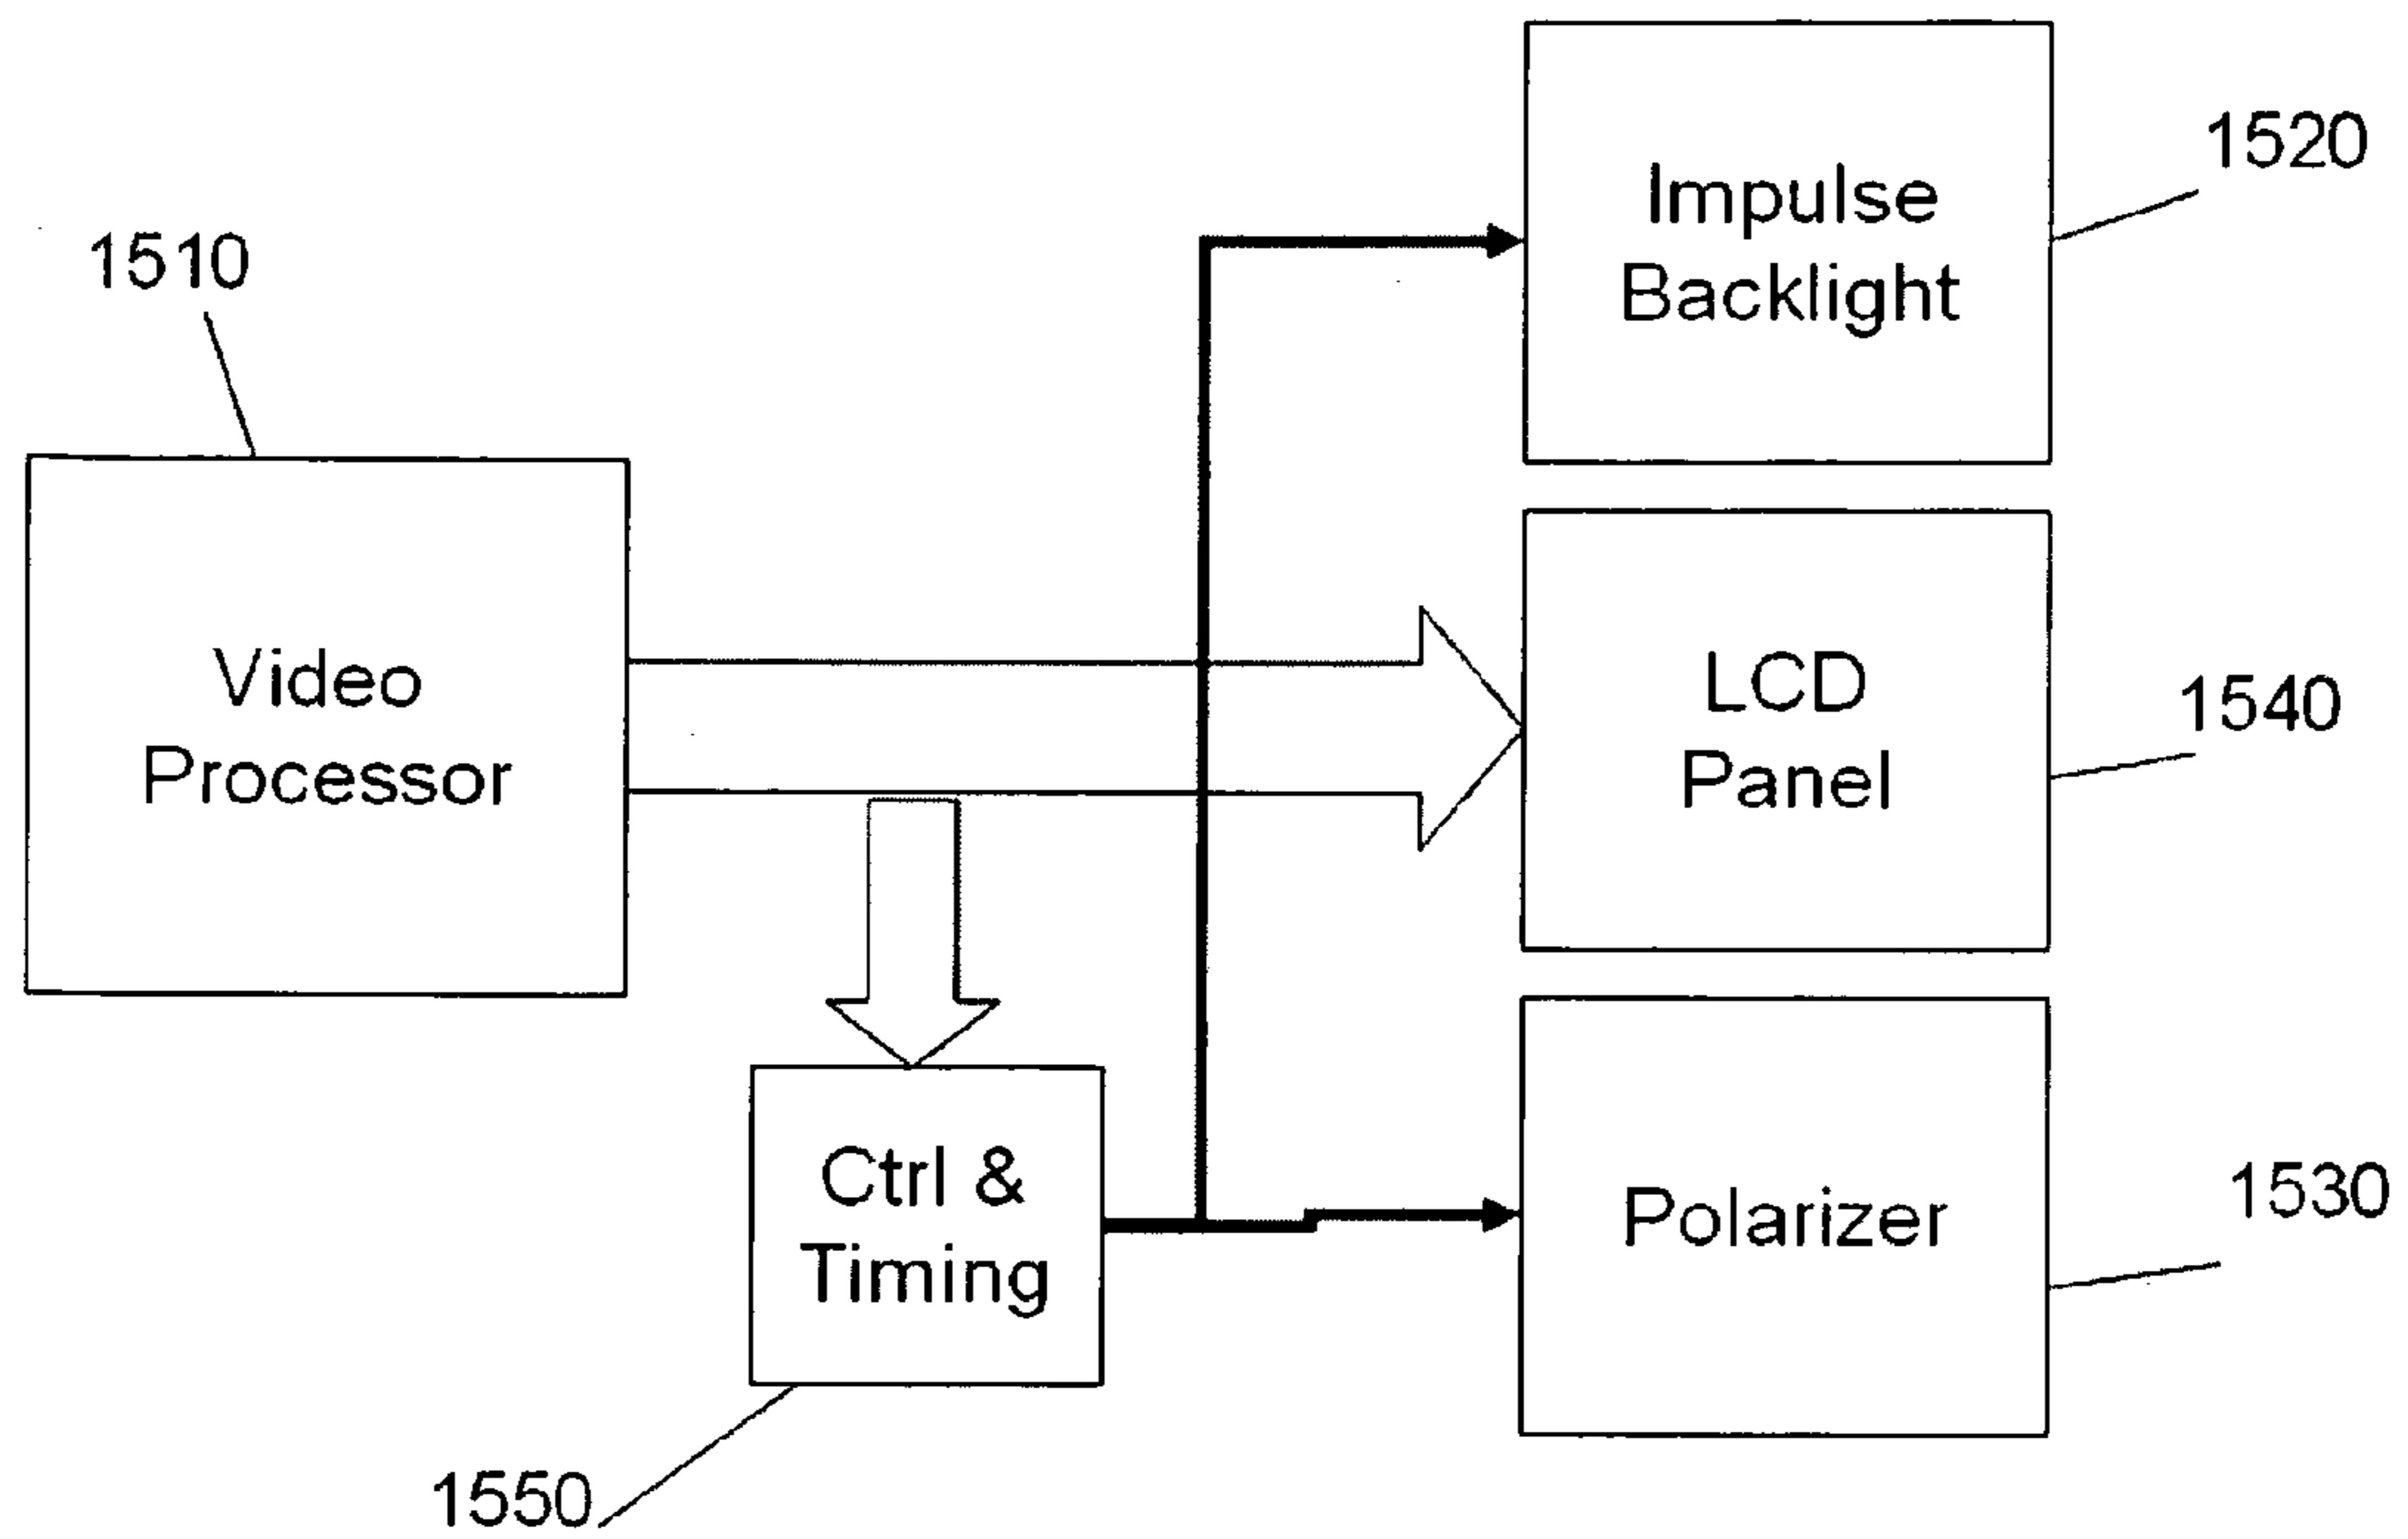 1510
Video
Processor
Impulse
Backlight
1520
LCD
Panel
1540
Ctrl &
Timing
1550
Polarizer
1530